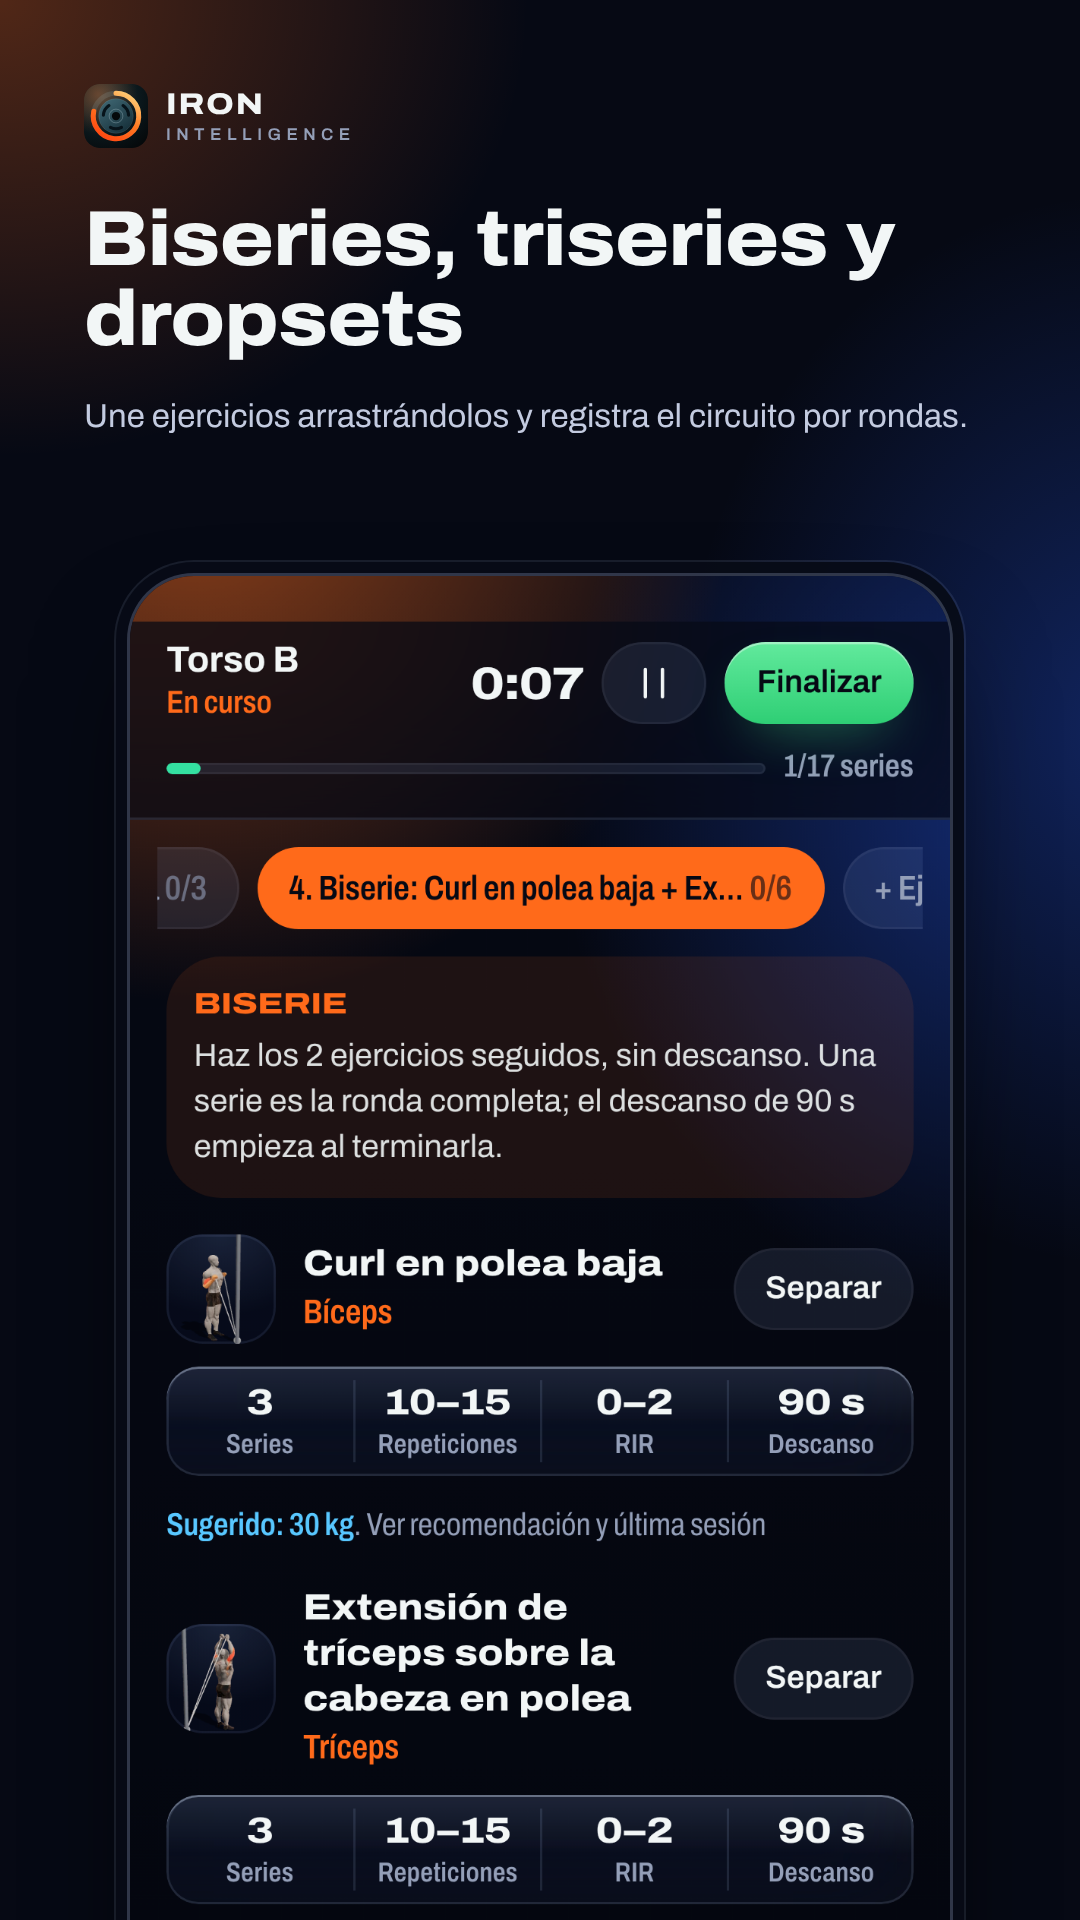 IRON
INTELLIGENCE
Biseries, triseries y
dropsets
Une ejercicios arrastrándolos y registra el circuito por rondas.
Torso B
En curso
0:07
Finalizar
1/17 series
. 0/3
4. Biserie: Curl en polea baja + Ex... 0/6
+ Ej
BISERIE
Haz los 2 ejercicios seguidos, sin descanso. Una
serie es la ronda completa; el descanso de 90 s
empieza al terminarla.
Curl en polea baja
Bíceps
Separar
3
Series
10–15
Repeticiones
0–2
RIR
90 s
Descanso
Sugerido: 30 kg. Ver recomendación y última sesión
Extensión de
tríceps sobre la
cabeza en polea
Tríceps
Separar
3
Series
10–15
Repeticiones
0–2
RIR
90 s
Descanso